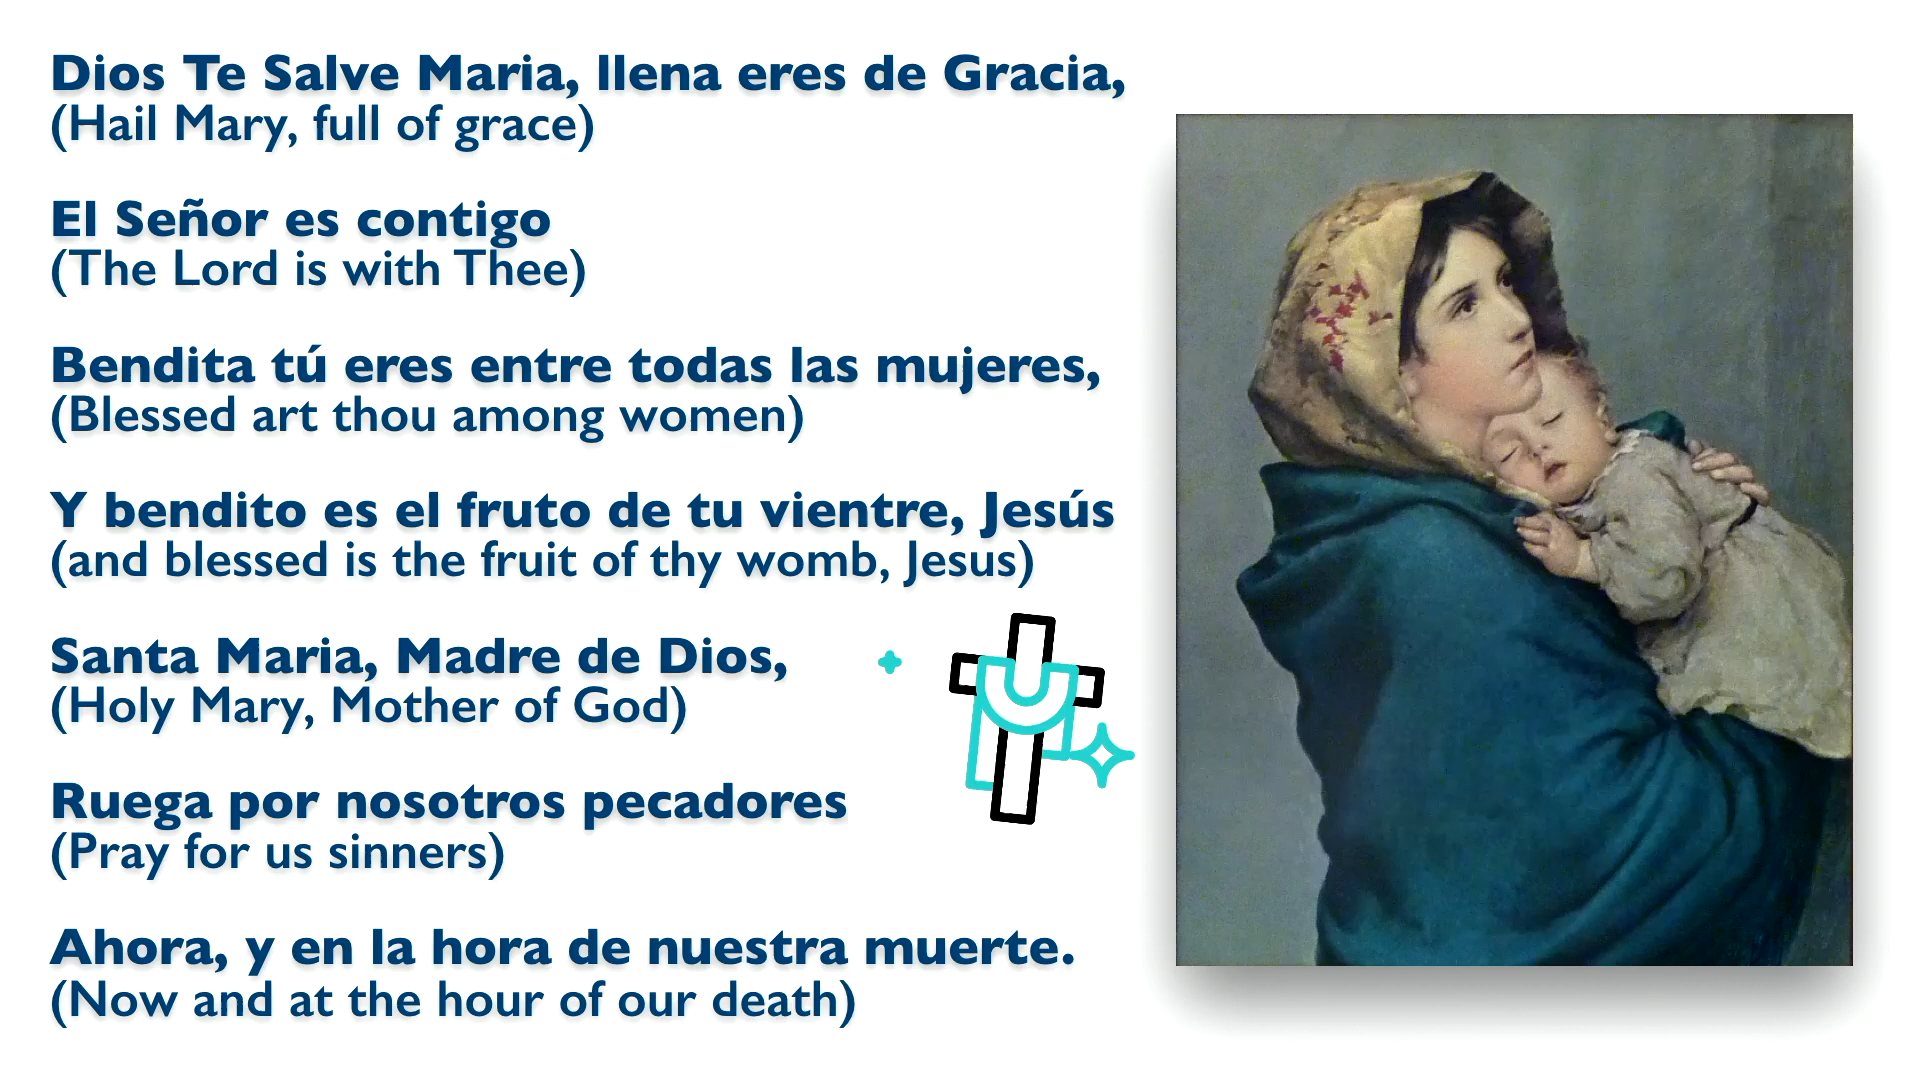 Dios Te Salve Maria, llena eres de Gracia,
(Hail Mary, full of grace)
El Señor es contigo
(The Lord is with Thee)
Bendita tú eres entre todas las mujeres,
(Blessed art thou among women)
Y bendito es el fruto de tu vientre, Jesús
(and blessed is the fruit of thy womb, Jesus)
Santa Maria, Madre de Dios,
(Holy Mary, Mother of God)
Ruega por nosotros pecadores
(Pray for us sinners)
Ahora, y en la hora de nuestra muerte.
(Now and at the hour of our death)